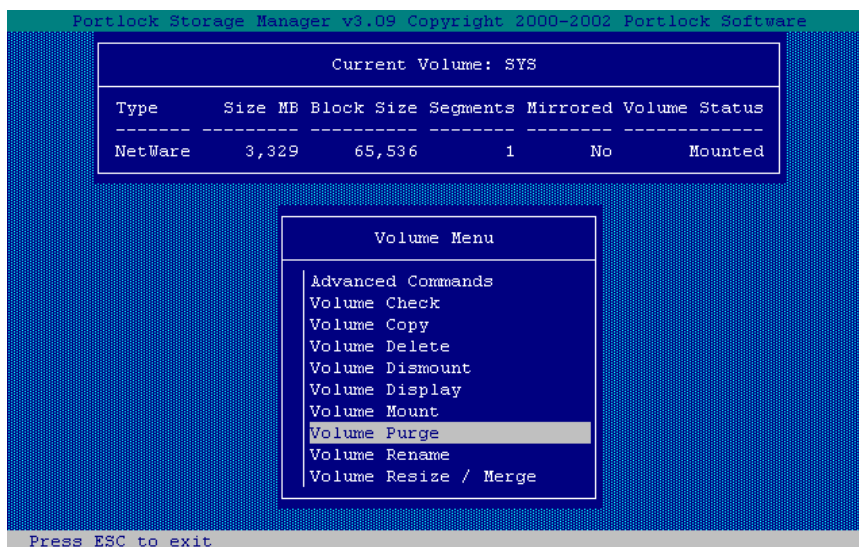 Portlock Storage Manager v3.09 Copyright 2000-2002 Portlock Software
Current Volume: SYS
Type Size MB Block Size Segments Mirrored Volume Status
------- --------- ---------- -------- -------- -------------
NetWare 3,329 65,536 1 No Mounted
Volume Menu
Advanced Commands
Volume Check
Volume Copy
Volume Delete
Volume Dismount
Volume Display
Volume Mount
Volume Purge
Volume Rename
Volume Resize / Merge
Press ESC to exit